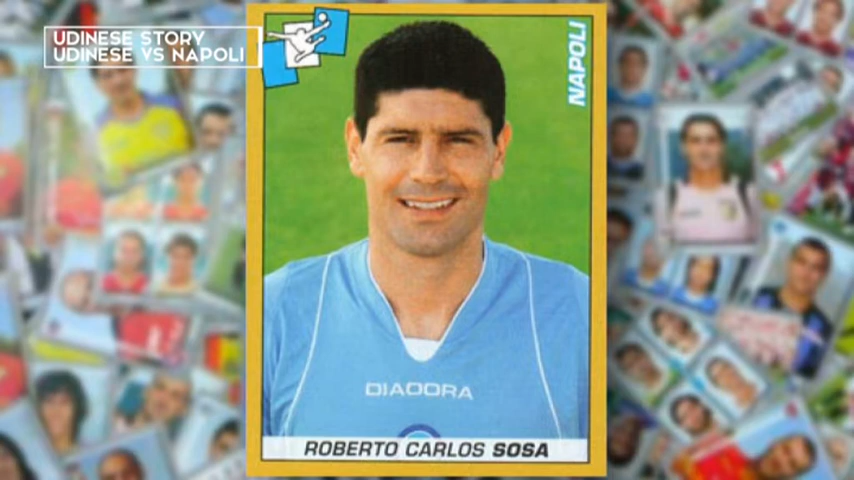 UDINESE STORY
UDINESE VS NAPOLI
NAPOLI
DIADORA
ROBERTO CARLOS SOSA